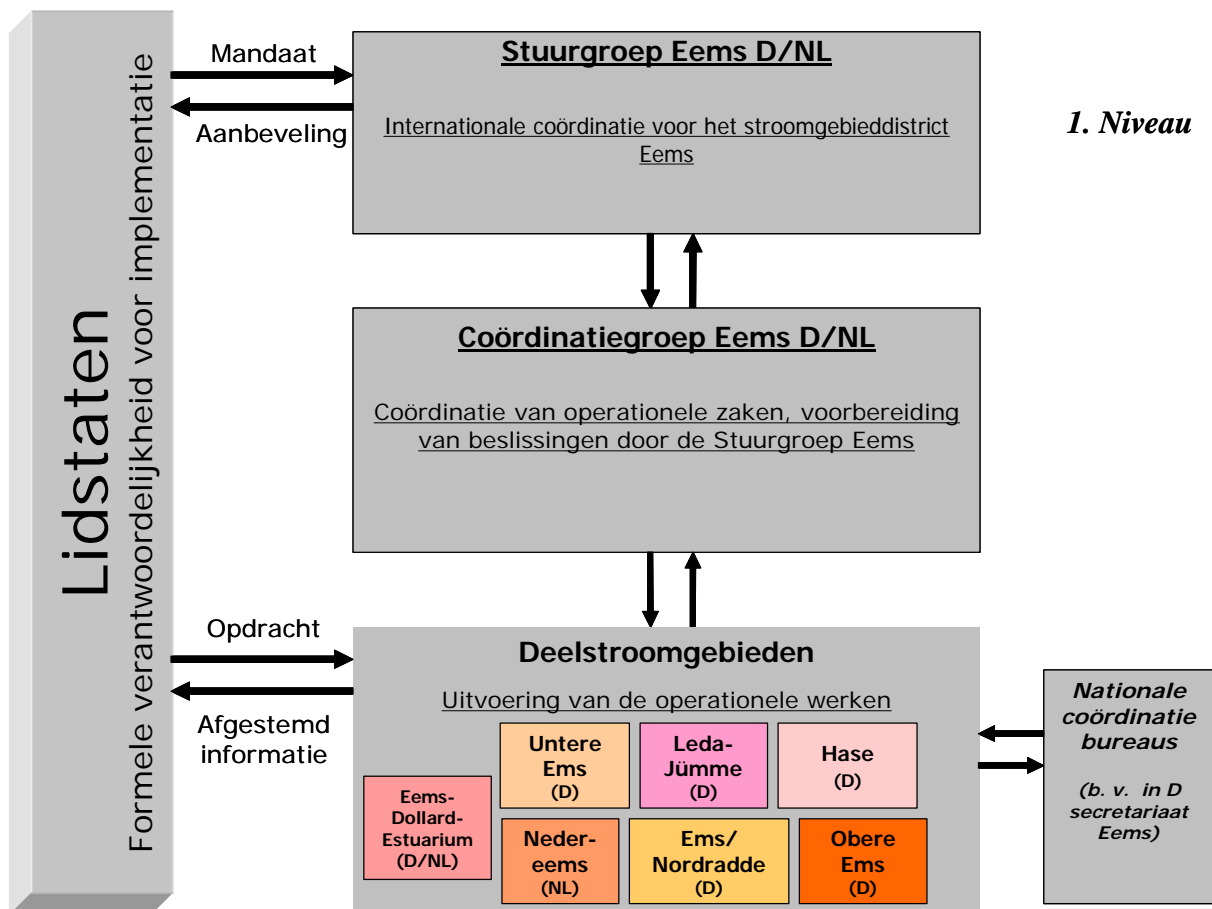 Lidstaten
Formele verantwoordelijkheid voor implementatie
Mandaat
Aanbeveling
Stuurgroep Eems D/NL
Internationale coördinatie voor het stroomgebieddistrict
Eems
1. Niveau
Coördinatiegroep Eems D/NL
Coördinatie van operationele zaken, voorbereiding
van beslissingen door de Stuurgroep Eems
Opdracht
Afgestemd
informatie
Deelstroomgebieden
Uitvoering van de operationele werken
Eems-
Dollard-
Estuarium
(D/NL)
Untere
Ems
(D)
Leda-
Jümme
(D)
Hase
(D)
Neder-
eems
(NL)
Ems/
Nordradde
(D)
Obere
Ems
(D)
Nationale
coördinatie
bureaus
(b. v. in D
secretariaat
Eems)